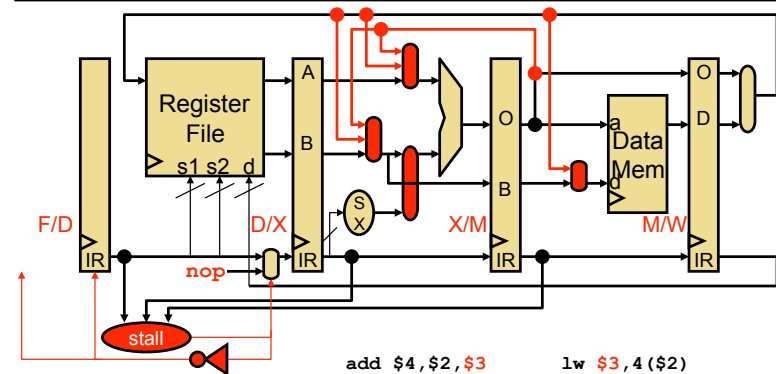 Register
File
s1 s2 d
A
B
S
X
O
B
a
Data
Mem
d
O
D
F/D
D/X
X/M
M/W
IR
IR
IR
IR
nop
stall
add $4,$2,$3
lw $3,4($2)